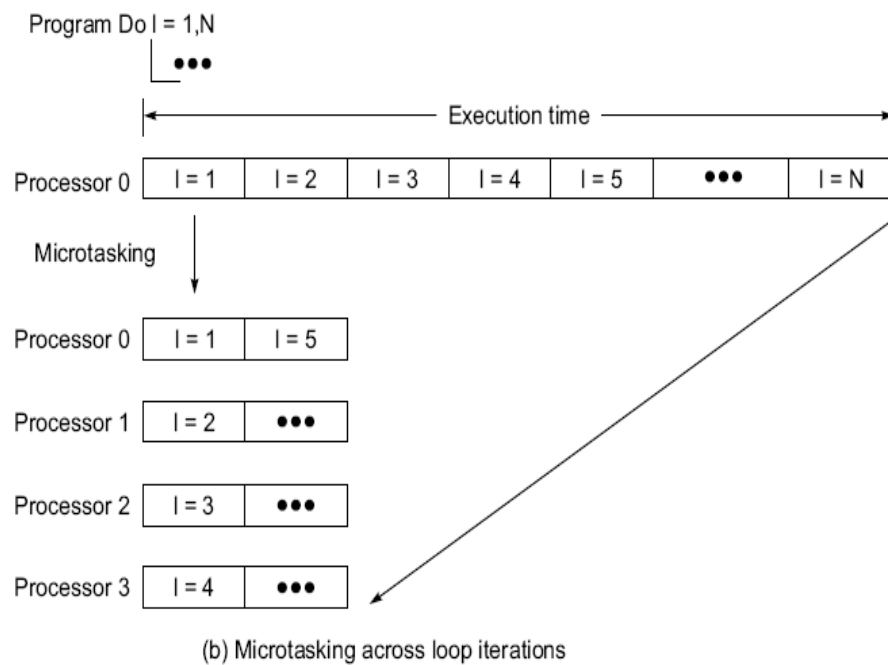 Program Do I = 1,N
•••
Execution time
Processor 0 I = 1 I = 2 I = 3 I = 4 I = 5 ••• I = N
Microtasking
Processor 0 I = 1 I = 5
Processor 1 I = 2 •••
Processor 2 I = 3 •••
Processor 3 I = 4 •••
(b) Microtasking across loop iterations